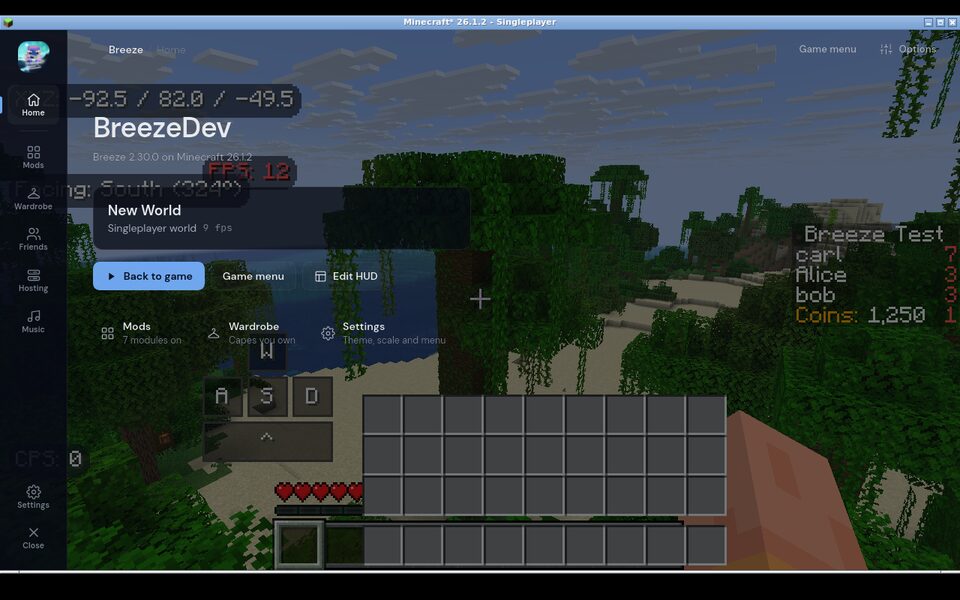 Minecraft* 26.1.2 - Singleplayer
Breeze / Home
Game menu
Options
Home
-92.5 / 82.0 / -49.5
BreezeDev
Breeze 2.30.0 on Minecraft 26.1.2
FPS: 12
Mods
Facing: South (324°)
Wardrobe
New World
Singleplayer world 9 fps
Breeze Test
carl 7
Alice 3
bob 3
Coins: 1,250 1
Friends
Back to game
Game menu
Edit HUD
Hosting
Music
Mods
7 modules on
Wardrobe
Capes you own
Settings
Theme, scale and menu
W
A
S
D
^
CPS: 0
Settings
Close